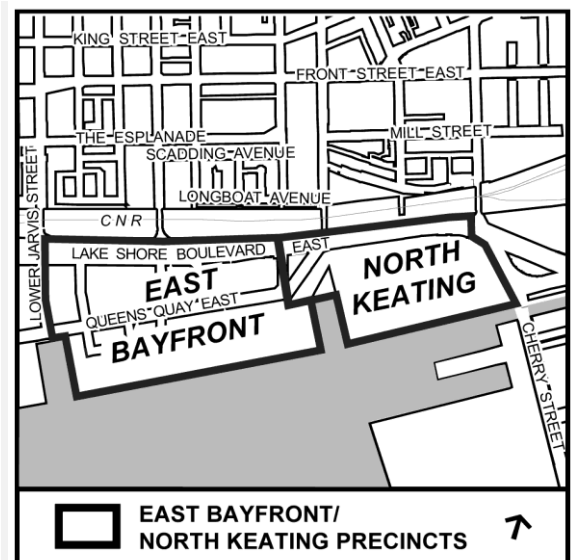 KING STREET EAST
FRONT STREET EAST
THE ESPLANADE
MILL STREET
SCADDING AVENUE
LONGBOAT AVENUE
LOWER JARVIS STREET
CNR
LAKE SHORE BOULEVARD EAST
EAST
BAYFRONT
QUEENS QUAY EAST
NORTH
KEATING
CHERRY STREET
EAST BAYFRONT/
NORTH KEATING PRECINCTS